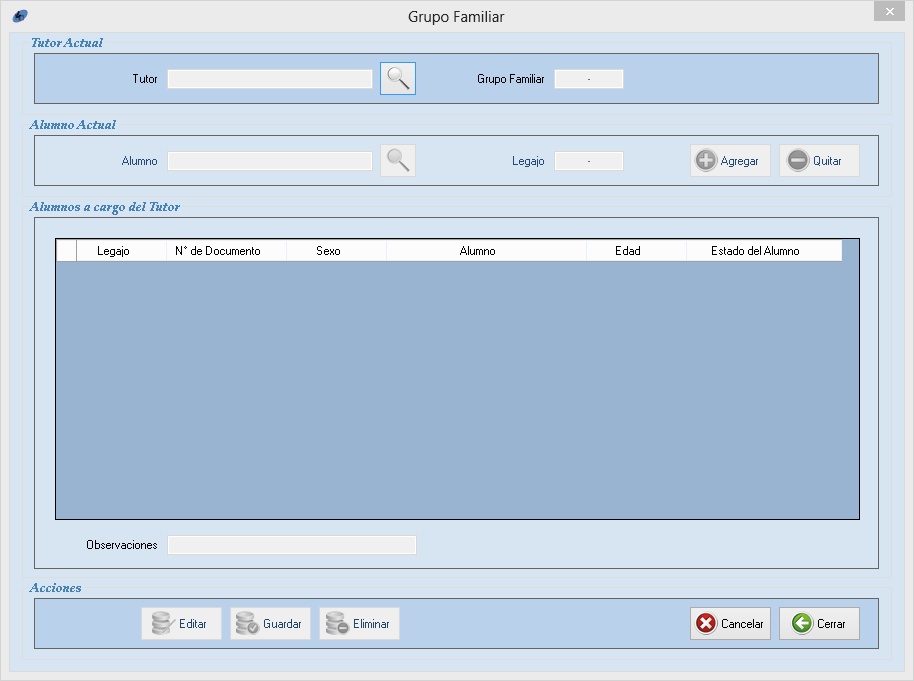 Grupo Familiar
Tutor Actual
Tutor Grupo Familiar -
Alumno Actual
Alumno Legajo - Agregar Quitar
Alumnos a cargo del Tutor
Legajo N° de Documento Sexo Alumno Edad Estado del Alumno
Observaciones
Acciones
Editar Guardar Eliminar Cancelar Cerrar